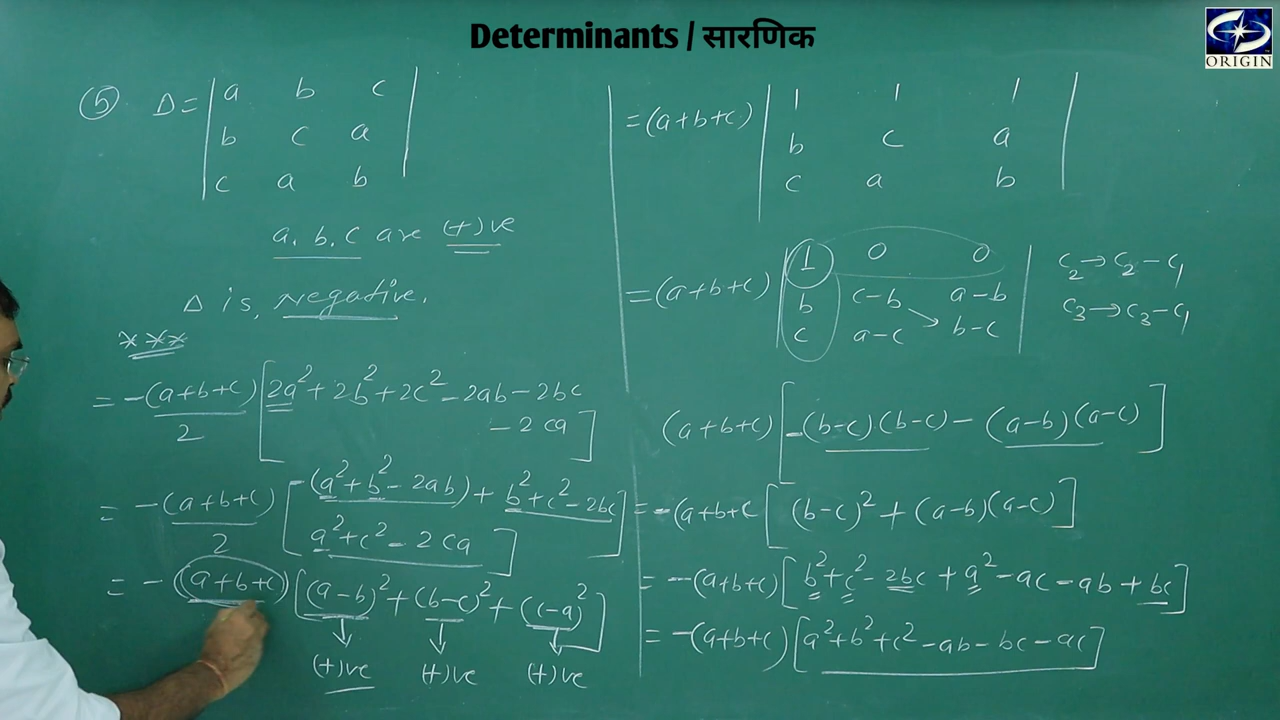 Determinants / सारणिक
ORIGIN
(5) Δ = | a b c |
| b c a |
| c a b |
a, b, c are (+)ve
Δ is, negative.
***
= -(a+b+c)/2 [2a²+2b²+2c²-2ab-2bc
-2ca]
= -(a+b+c)/2 [-(a²+b²-2ab)+b²+c²-2bc
a²+c²-2ca]
= -(a+b+c)[(a-b)²+(b-c)²+(c-a)²]
(+)ve (+)ve (+)ve
=(a+b+c) | 1 1 1 |
| b c a |
| c a b |
=(a+b+c) | 1 0 0 | C₂→C₂-C₁
| b c-b a-b | C₃→C₃-C₁
| c a-c b-c |
(a+b+c)[-(b-c)(b-c)-(a-b)(a-c)]
= -(a+b+c [(b-c)²+(a-b)(a-c)]
= -(a+b+c)[b²+c²-2bc+a²-ac-ab+bc]
= -(a+b+c)[a²+b²+c²-ab-bc-ac]